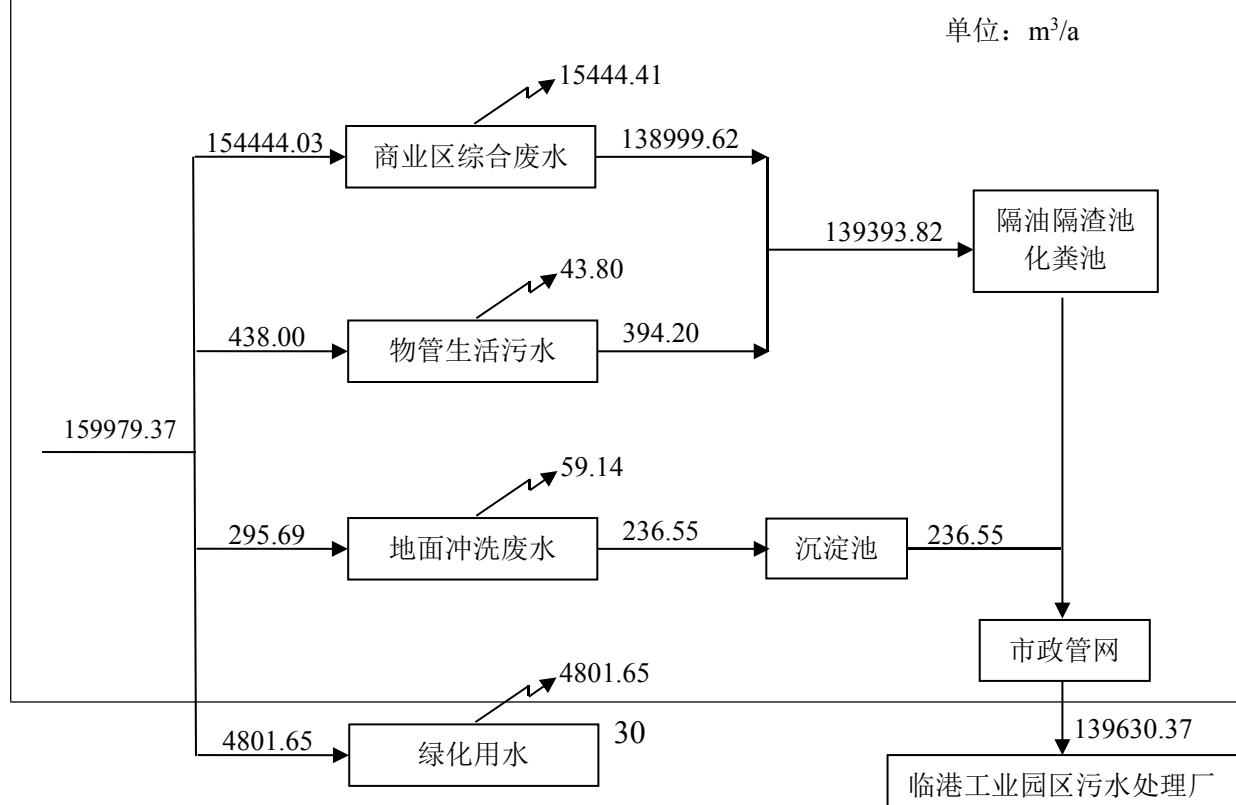 单位：m³/a
15444.41
154444.03
商业区综合废水
138999.62
139393.82
隔油隔渣池
化粪池
43.80
438.00
物管生活污水
394.20
159979.37
59.14
295.69
地面冲洗废水
236.55
沉淀池
236.55
市政管网
4801.65
4801.65
绿化用水
30
139630.37
临港工业园区污水处理厂